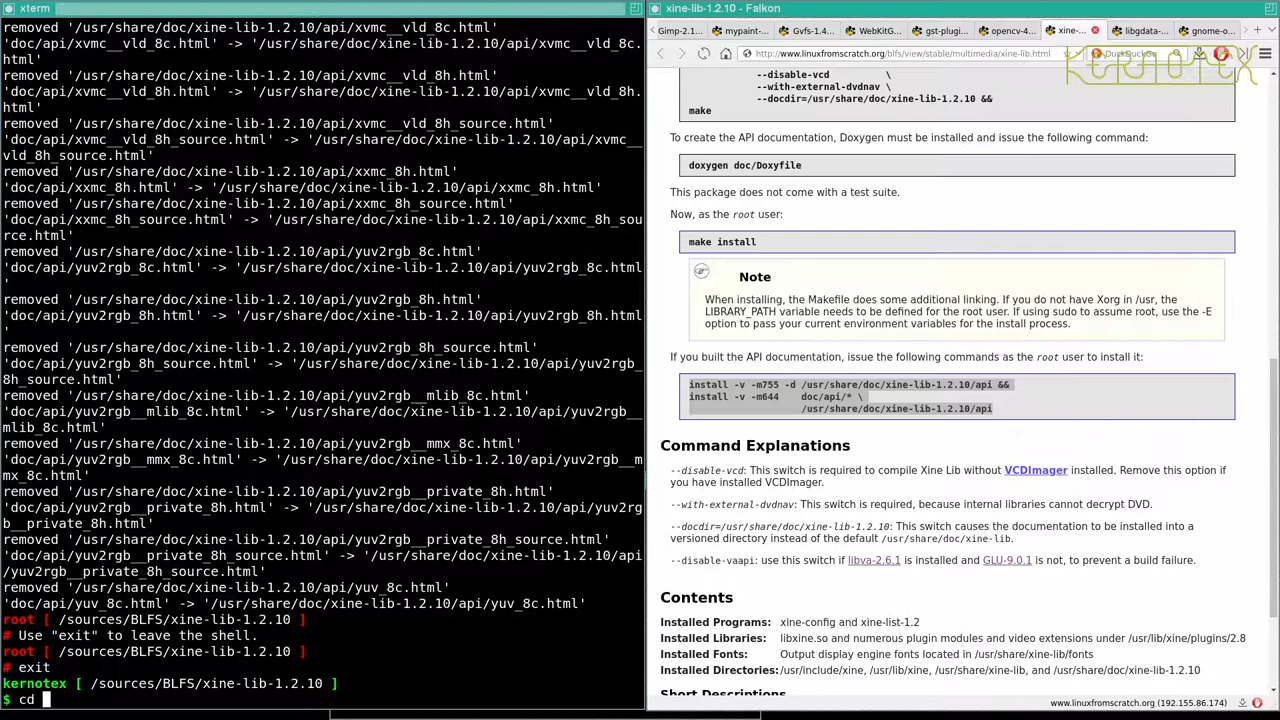 xterm
removed '/usr/share/doc/xine-lib-1.2.10/api/xvmc__vld_8c.html'
'doc/api/xvmc__vld_8c.html' -> '/usr/share/doc/xine-lib-1.2.10/api/xvmc__vld_8c.
html'
removed '/usr/share/doc/xine-lib-1.2.10/api/xvmc__vld_8h.html'
'doc/api/xvmc__vld_8h.html' -> '/usr/share/doc/xine-lib-1.2.10/api/xvmc__vld_8h.
html'
removed '/usr/share/doc/xine-lib-1.2.10/api/xvmc__vld_8h_source.html'
'doc/api/xvmc__vld_8h_source.html' -> '/usr/share/doc/xine-lib-1.2.10/api/xvmc__
vld_8h_source.html'
removed '/usr/share/doc/xine-lib-1.2.10/api/xxmc_8h.html'
'doc/api/xxmc_8h.html' -> '/usr/share/doc/xine-lib-1.2.10/api/xxmc_8h.html'
removed '/usr/share/doc/xine-lib-1.2.10/api/xxmc_8h_source.html'
'doc/api/xxmc_8h_source.html' -> '/usr/share/doc/xine-lib-1.2.10/api/xxmc_8h_sou
rce.html'
removed '/usr/share/doc/xine-lib-1.2.10/api/yuv2rgb_8c.html'
'doc/api/yuv2rgb_8c.html' -> '/usr/share/doc/xine-lib-1.2.10/api/yuv2rgb_8c.html
'
removed '/usr/share/doc/xine-lib-1.2.10/api/yuv2rgb_8h.html'
'doc/api/yuv2rgb_8h.html' -> '/usr/share/doc/xine-lib-1.2.10/api/yuv2rgb_8h.html
'
removed '/usr/share/doc/xine-lib-1.2.10/api/yuv2rgb_8h_source.html'
'doc/api/yuv2rgb_8h_source.html' -> '/usr/share/doc/xine-lib-1.2.10/api/yuv2rgb_
8h_source.html'
removed '/usr/share/doc/xine-lib-1.2.10/api/yuv2rgb__mlib_8c.html'
'doc/api/yuv2rgb__mlib_8c.html' -> '/usr/share/doc/xine-lib-1.2.10/api/yuv2rgb__
mlib_8c.html'
removed '/usr/share/doc/xine-lib-1.2.10/api/yuv2rgb__mmx_8c.html'
'doc/api/yuv2rgb__mmx_8c.html' -> '/usr/share/doc/xine-lib-1.2.10/api/yuv2rgb__m
mx_8c.html'
removed '/usr/share/doc/xine-lib-1.2.10/api/yuv2rgb__private_8h.html'
'doc/api/yuv2rgb__private_8h.html' -> '/usr/share/doc/xine-lib-1.2.10/api/yuv2rg
b__private_8h.html'
removed '/usr/share/doc/xine-lib-1.2.10/api/yuv2rgb__private_8h_source.html'
'doc/api/yuv2rgb__private_8h_source.html' -> '/usr/share/doc/xine-lib-1.2.10/api
/yuv2rgb__private_8h_source.html'
removed '/usr/share/doc/xine-lib-1.2.10/api/yuv_8c.html'
'doc/api/yuv_8c.html' -> '/usr/share/doc/xine-lib-1.2.10/api/yuv_8c.html'
root [ /sources/BLFS/xine-lib-1.2.10 ]
# Use "exit" to leave the shell.
root [ /sources/BLFS/xine-lib-1.2.10 ]
# exit
kernotex [ /sources/BLFS/xine-lib-1.2.10 ]
$ cd
xine-lib-1.2.10 - Falkon
Gimp-2.1... mypaint-... Gvfs-1.4... WebKitG... gst-plugin... opencv-4... xine-... libgdata-... gnome-o...
http://www.linuxfromscratch.org/blfs/view/stable/multimedia/xine-lib.html DuckDuckGo
KERNOTEX
--disable-vcd \
--with-external-dvdnav \
--docdir=/usr/share/doc/xine-lib-1.2.10 &&
make
To create the API documentation, Doxygen must be installed and issue the following command:
doxygen doc/Doxyfile
This package does not come with a test suite.
Now, as the root user:
make install
Note
When installing, the Makefile does some additional linking. If you do not have Xorg in /usr, the
LIBRARY_PATH variable needs to be defined for the root user. If using sudo to assume root, use the -E
option to pass your current environment variables for the install process.
If you built the API documentation, issue the following commands as the root user to install it:
install -v -m755 -d /usr/share/doc/xine-lib-1.2.10/api &&
install -v -m644 doc/api/* \
/usr/share/doc/xine-lib-1.2.10/api
Command Explanations
--disable-vcd: This switch is required to compile Xine Lib without VCDImager installed. Remove this option if
you have installed VCDImager.
--with-external-dvdnav: This switch is required, because internal libraries cannot decrypt DVD.
--docdir=/usr/share/doc/xine-lib-1.2.10: This switch causes the documentation to be installed into a
versioned directory instead of the default /usr/share/doc/xine-lib.
--disable-vaapi: use this switch if libva-2.6.1 is installed and GLU-9.0.1 is not, to prevent a build failure.
Contents
Installed Programs: xine-config and xine-list-1.2
Installed Libraries: libxine.so and numerous plugin modules and video extensions under /usr/lib/xine/plugins/2.8
Installed Fonts: Output display engine fonts located in /usr/share/xine-lib/fonts
Installed Directories: /usr/include/xine, /usr/lib/xine, /usr/share/xine-lib, and /usr/share/doc/xine-lib-1.2.10
Short Descriptions
www.linuxfromscratch.org (192.155.86.174)